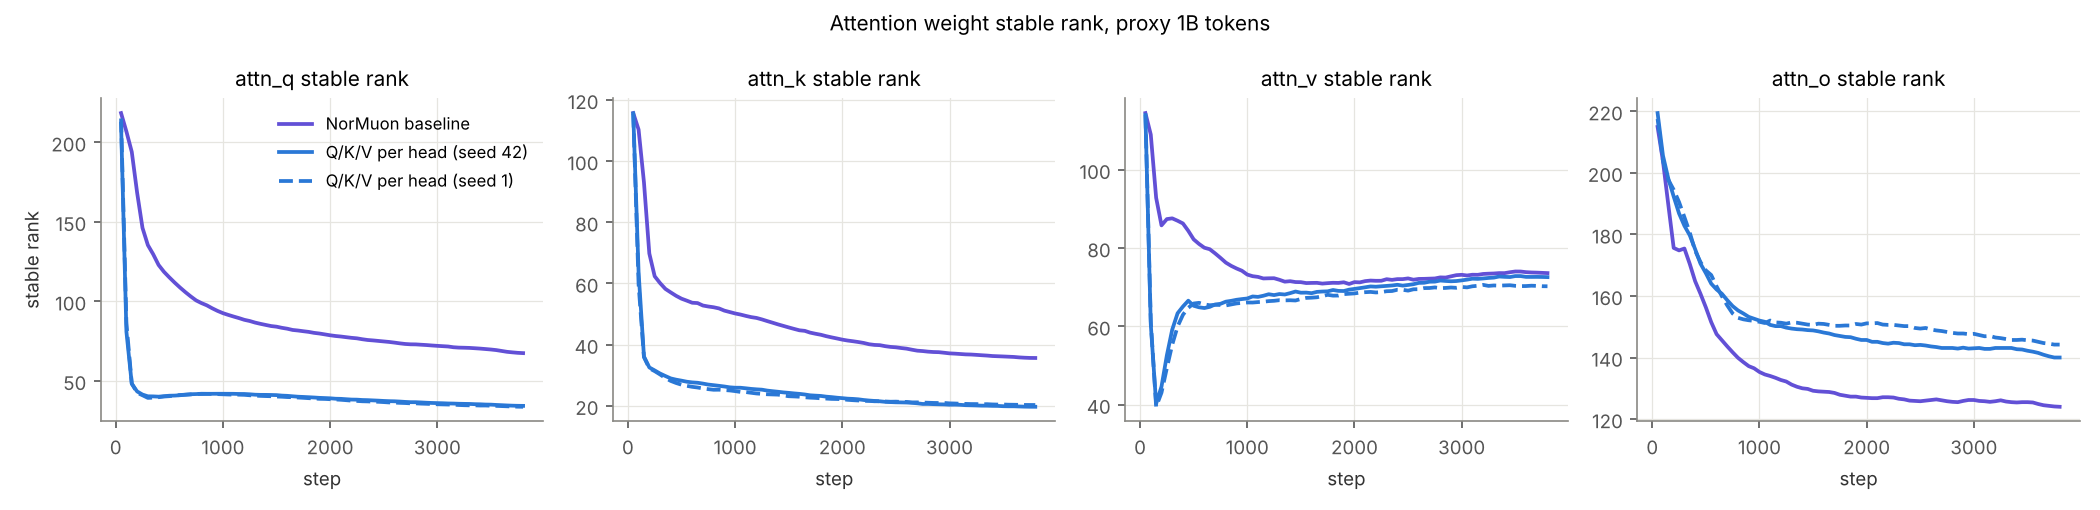 Attention weight stable rank, proxy 1B tokens
attn_q stable rank
stable rank
200
150
100
50
0
1000
2000
3000
step
NorMuon baseline
Q/K/V per head (seed 42)
Q/K/V per head (seed 1)
attn_k stable rank
120
100
80
60
40
20
0
1000
2000
3000
step
attn_v stable rank
100
80
60
40
0
1000
2000
3000
step
attn_o stable rank
220
200
180
160
140
120
0
1000
2000
3000
step